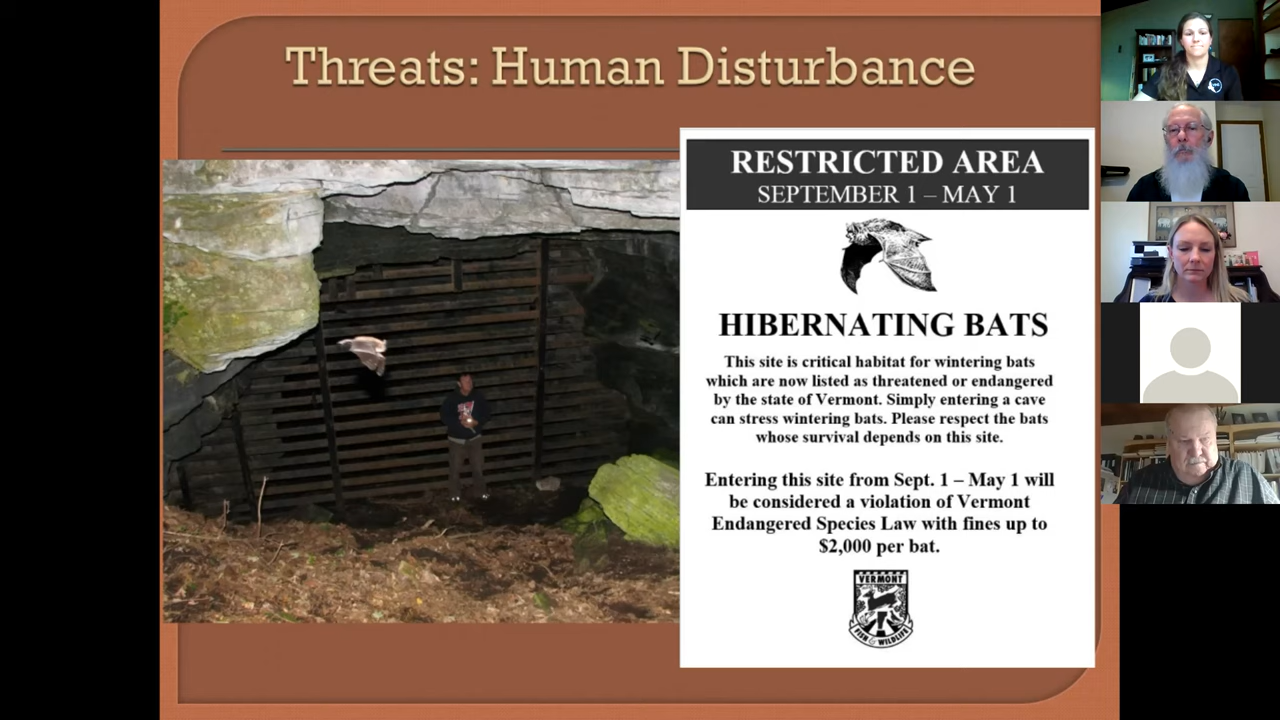 Threats: Human Disturbance
RESTRICTED AREA
SEPTEMBER 1 – MAY 1
HIBERNATING BATS
This site is critical habitat for wintering bats
which are now listed as threatened or endangered
by the state of Vermont. Simply entering a cave
can stress wintering bats. Please respect the bats
whose survival depends on this site.
Entering this site from Sept. 1 – May 1 will
be considered a violation of Vermont
Endangered Species Law with fines up to
$2,000 per bat.
VERMONT
FISH & WILDLIFE